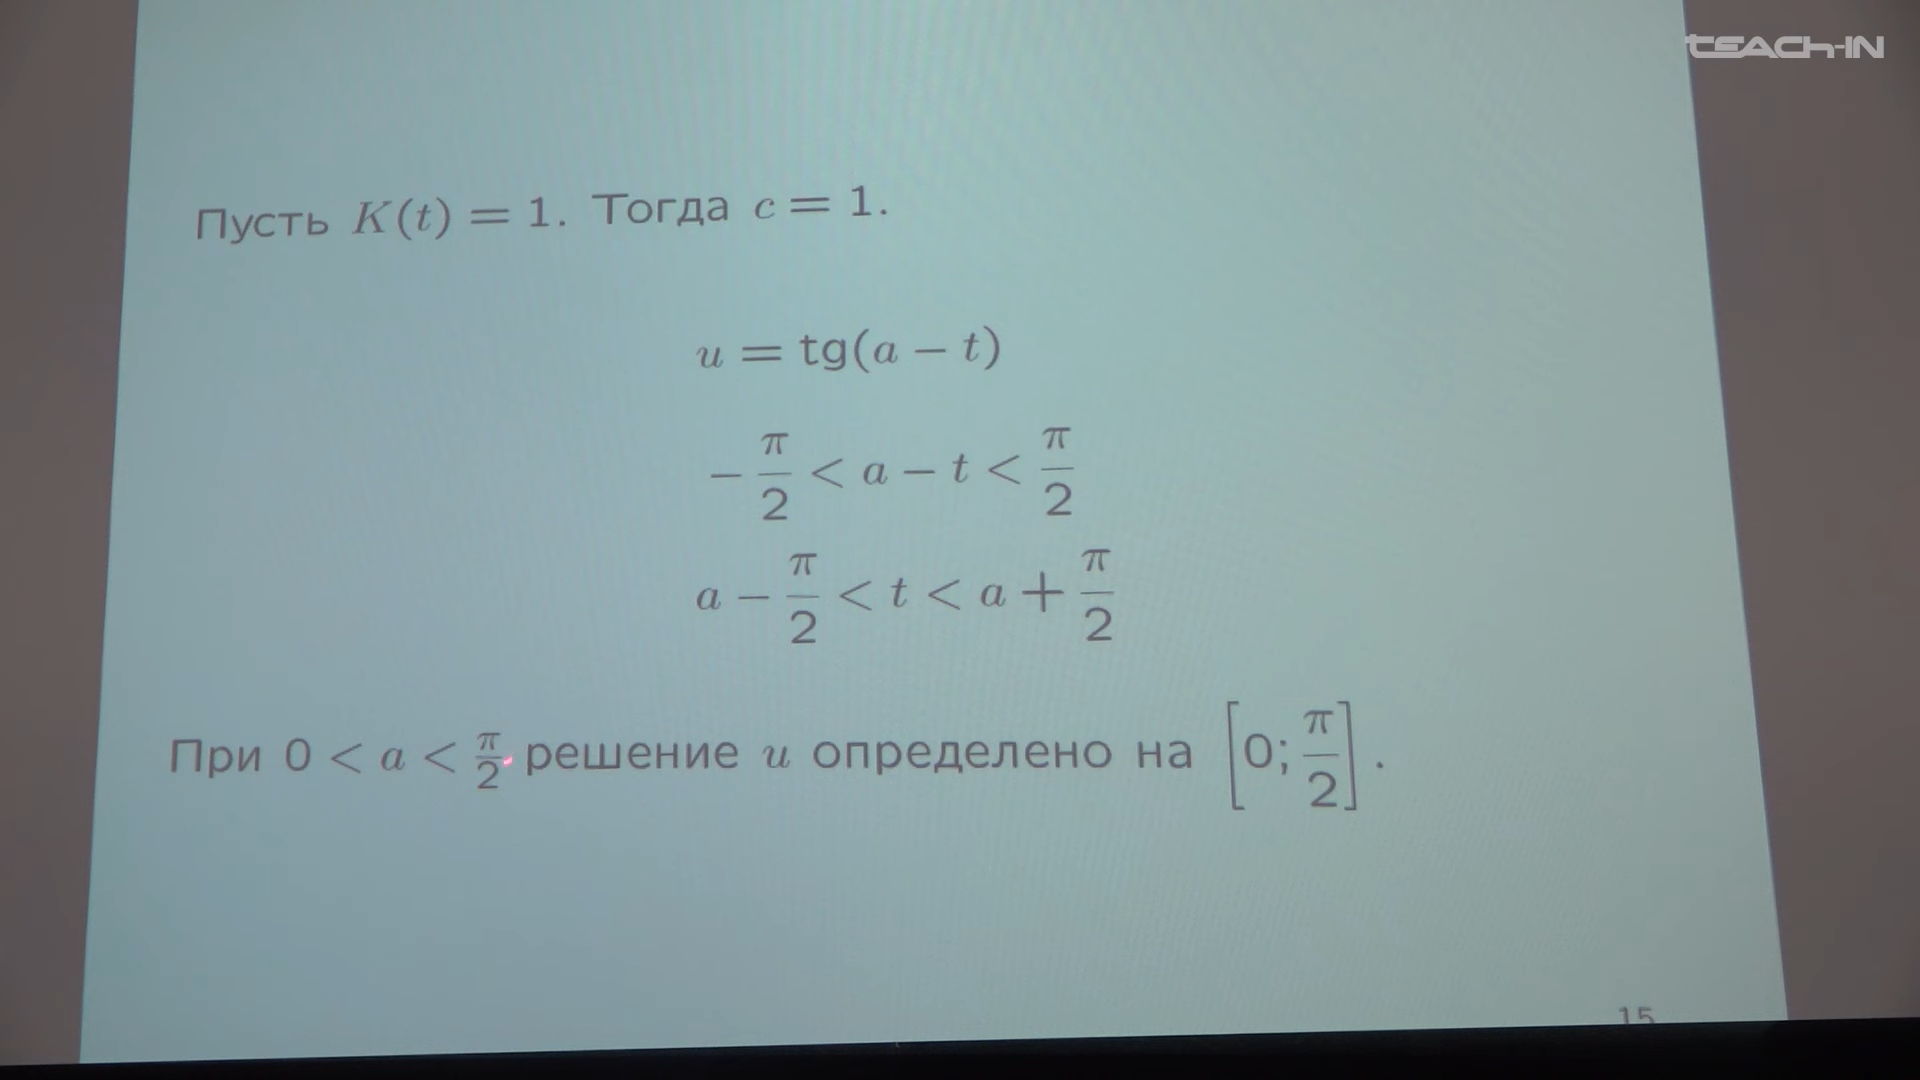 TEACH-IN
Пусть K(t) = 1. Тогда c = 1.
u = tg(a − t)
−π/2 < a − t < π/2
a − π/2 < t < a + π/2
При 0 < a < π/2 решение u определено на [0; π/2].
15